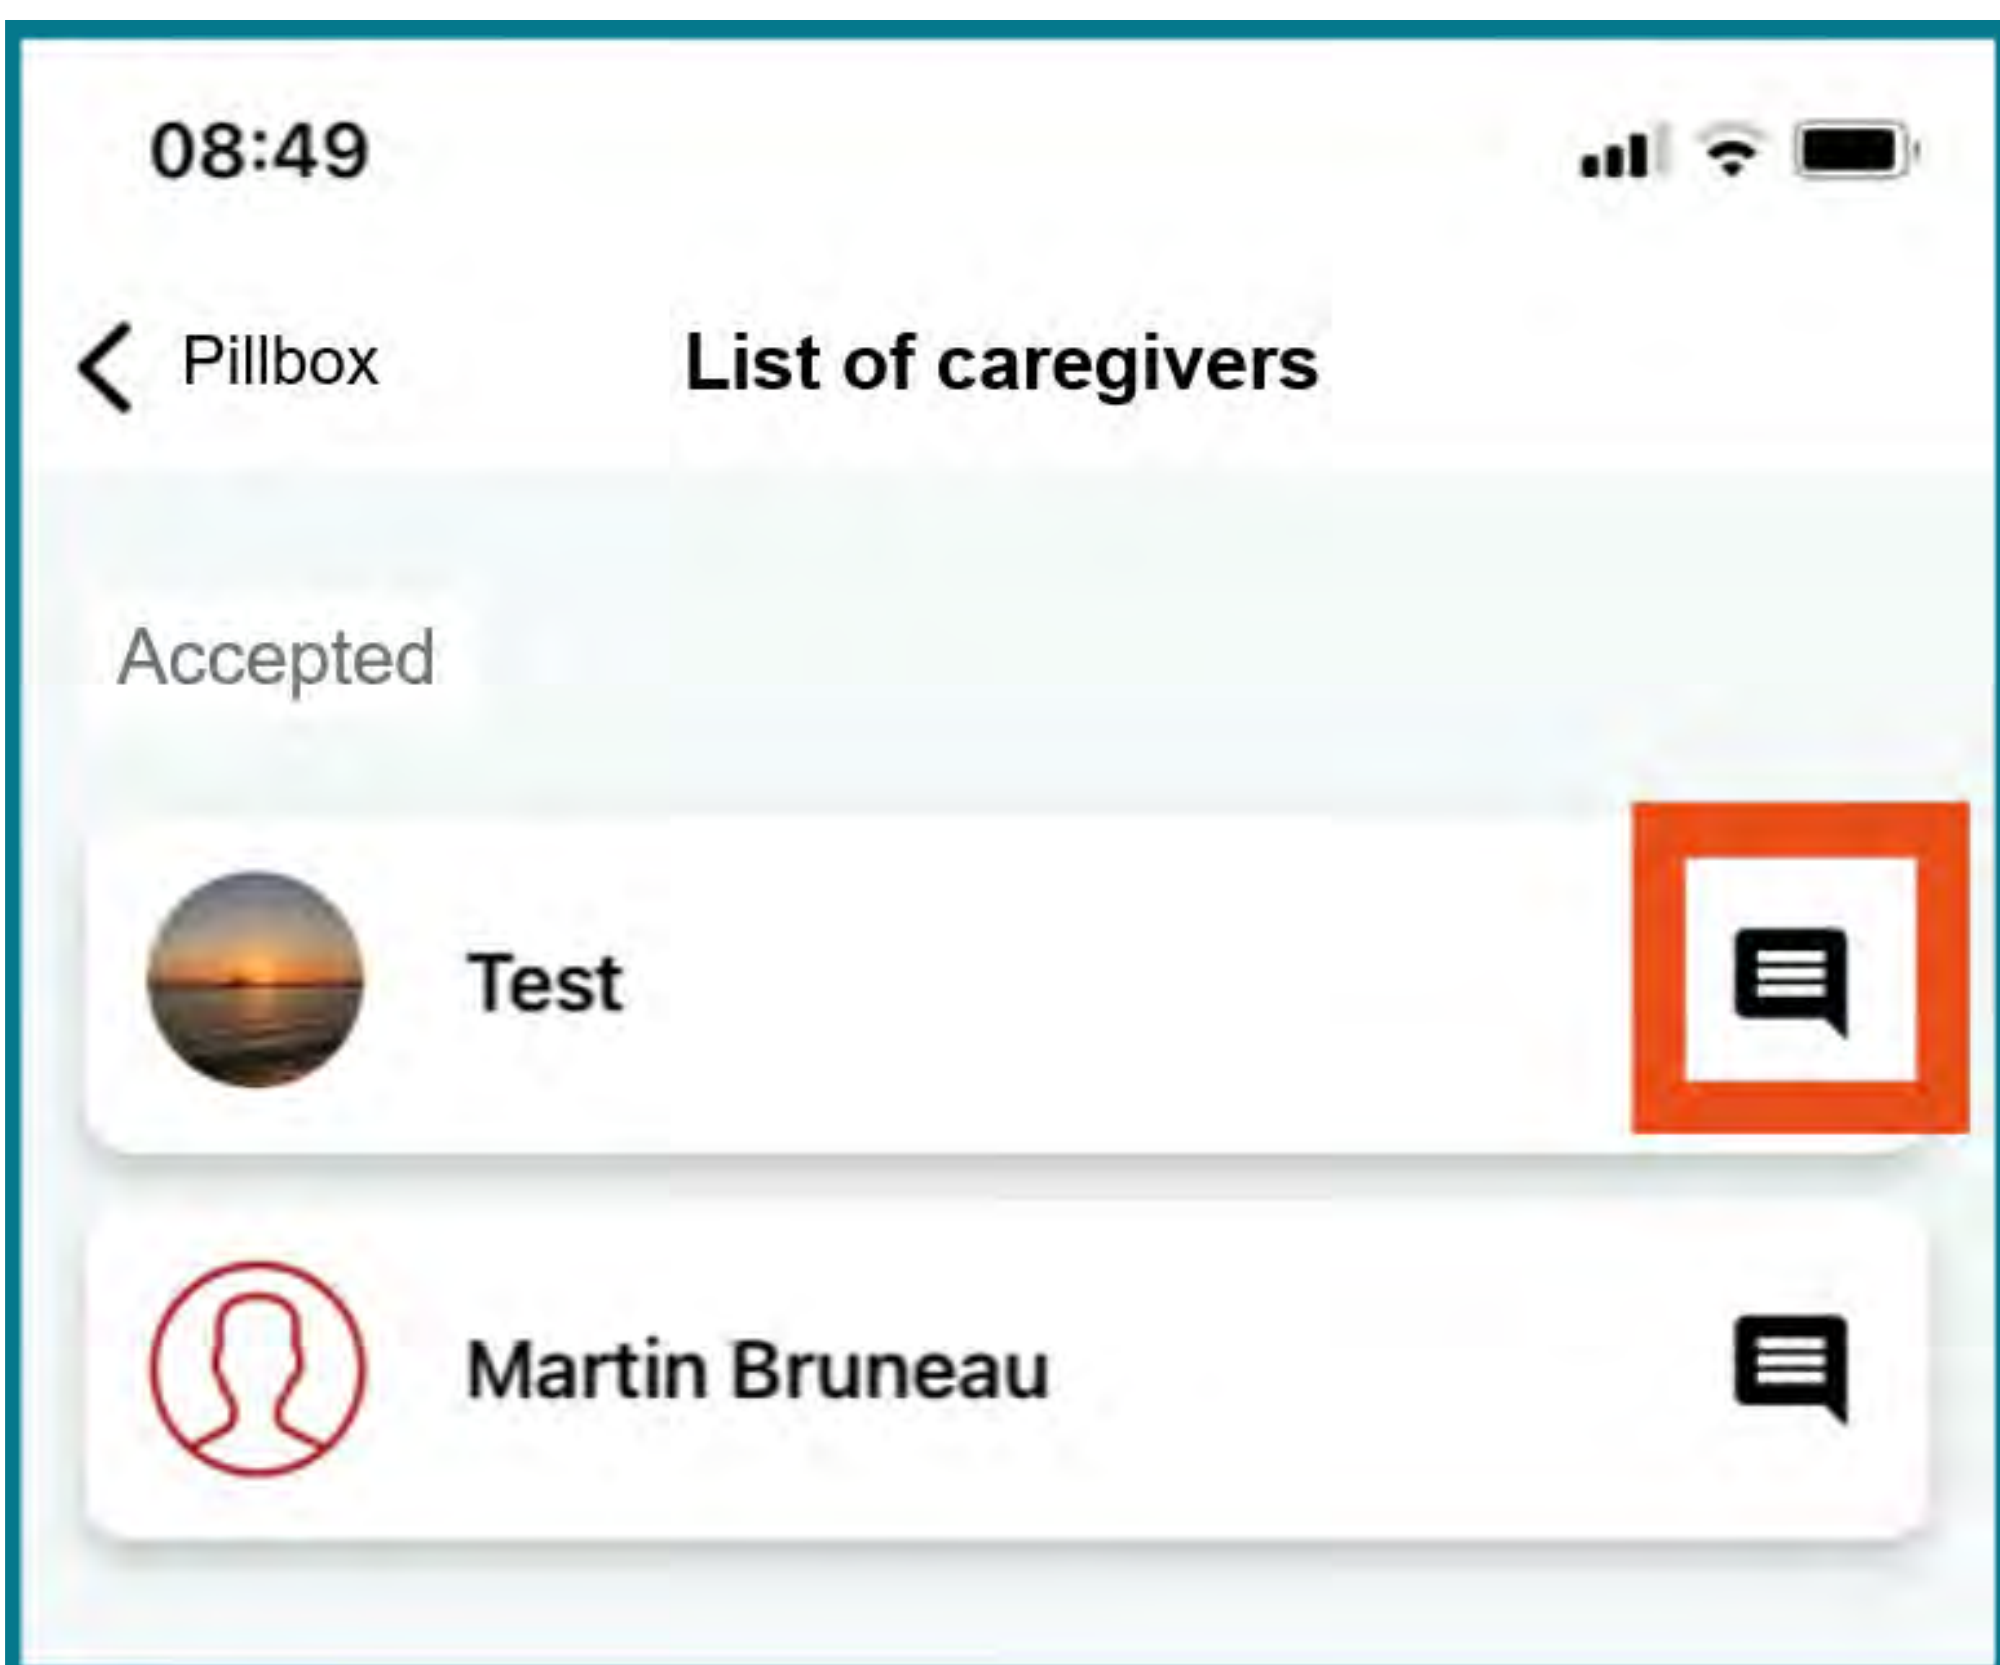 08:49
Pillbox
List of caregivers
Accepted
Test
Martin Bruneau